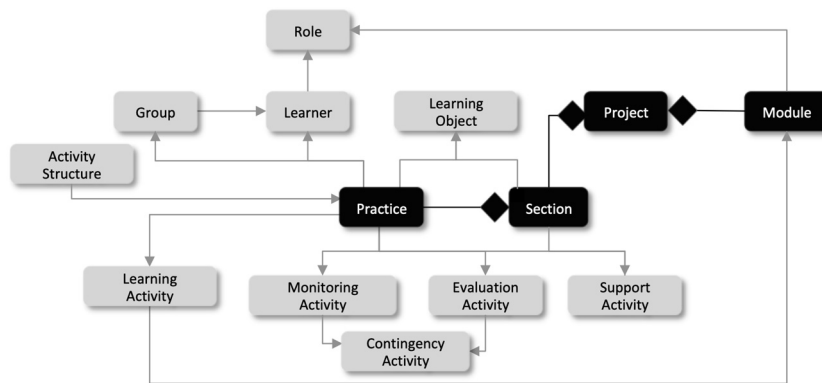 Role
Group
Learner
Learning
Object
Project
Module
Activity
Structure
Practice
Section
Learning
Activity
Monitoring
Activity
Evaluation
Activity
Support
Activity
Contingency
Activity